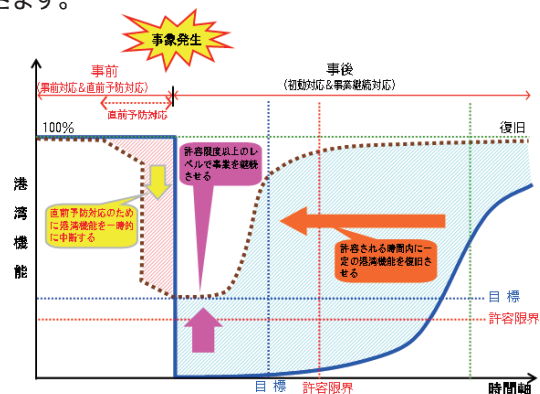 ます。
事象発生
事前
(事前対応&直前予防対応)
直前予防対応
事後
(初動対応&事業継続対応)
100%
復旧
許容限度以上のレ
ベルで事業を継続
させる
直前予防対応のため
に港湾機能を一時的
に中断する
許容される時間内に一
定の港湾機能を復旧さ
せる
港湾機能
目標
許容限界
目標
許容限界
時間軸